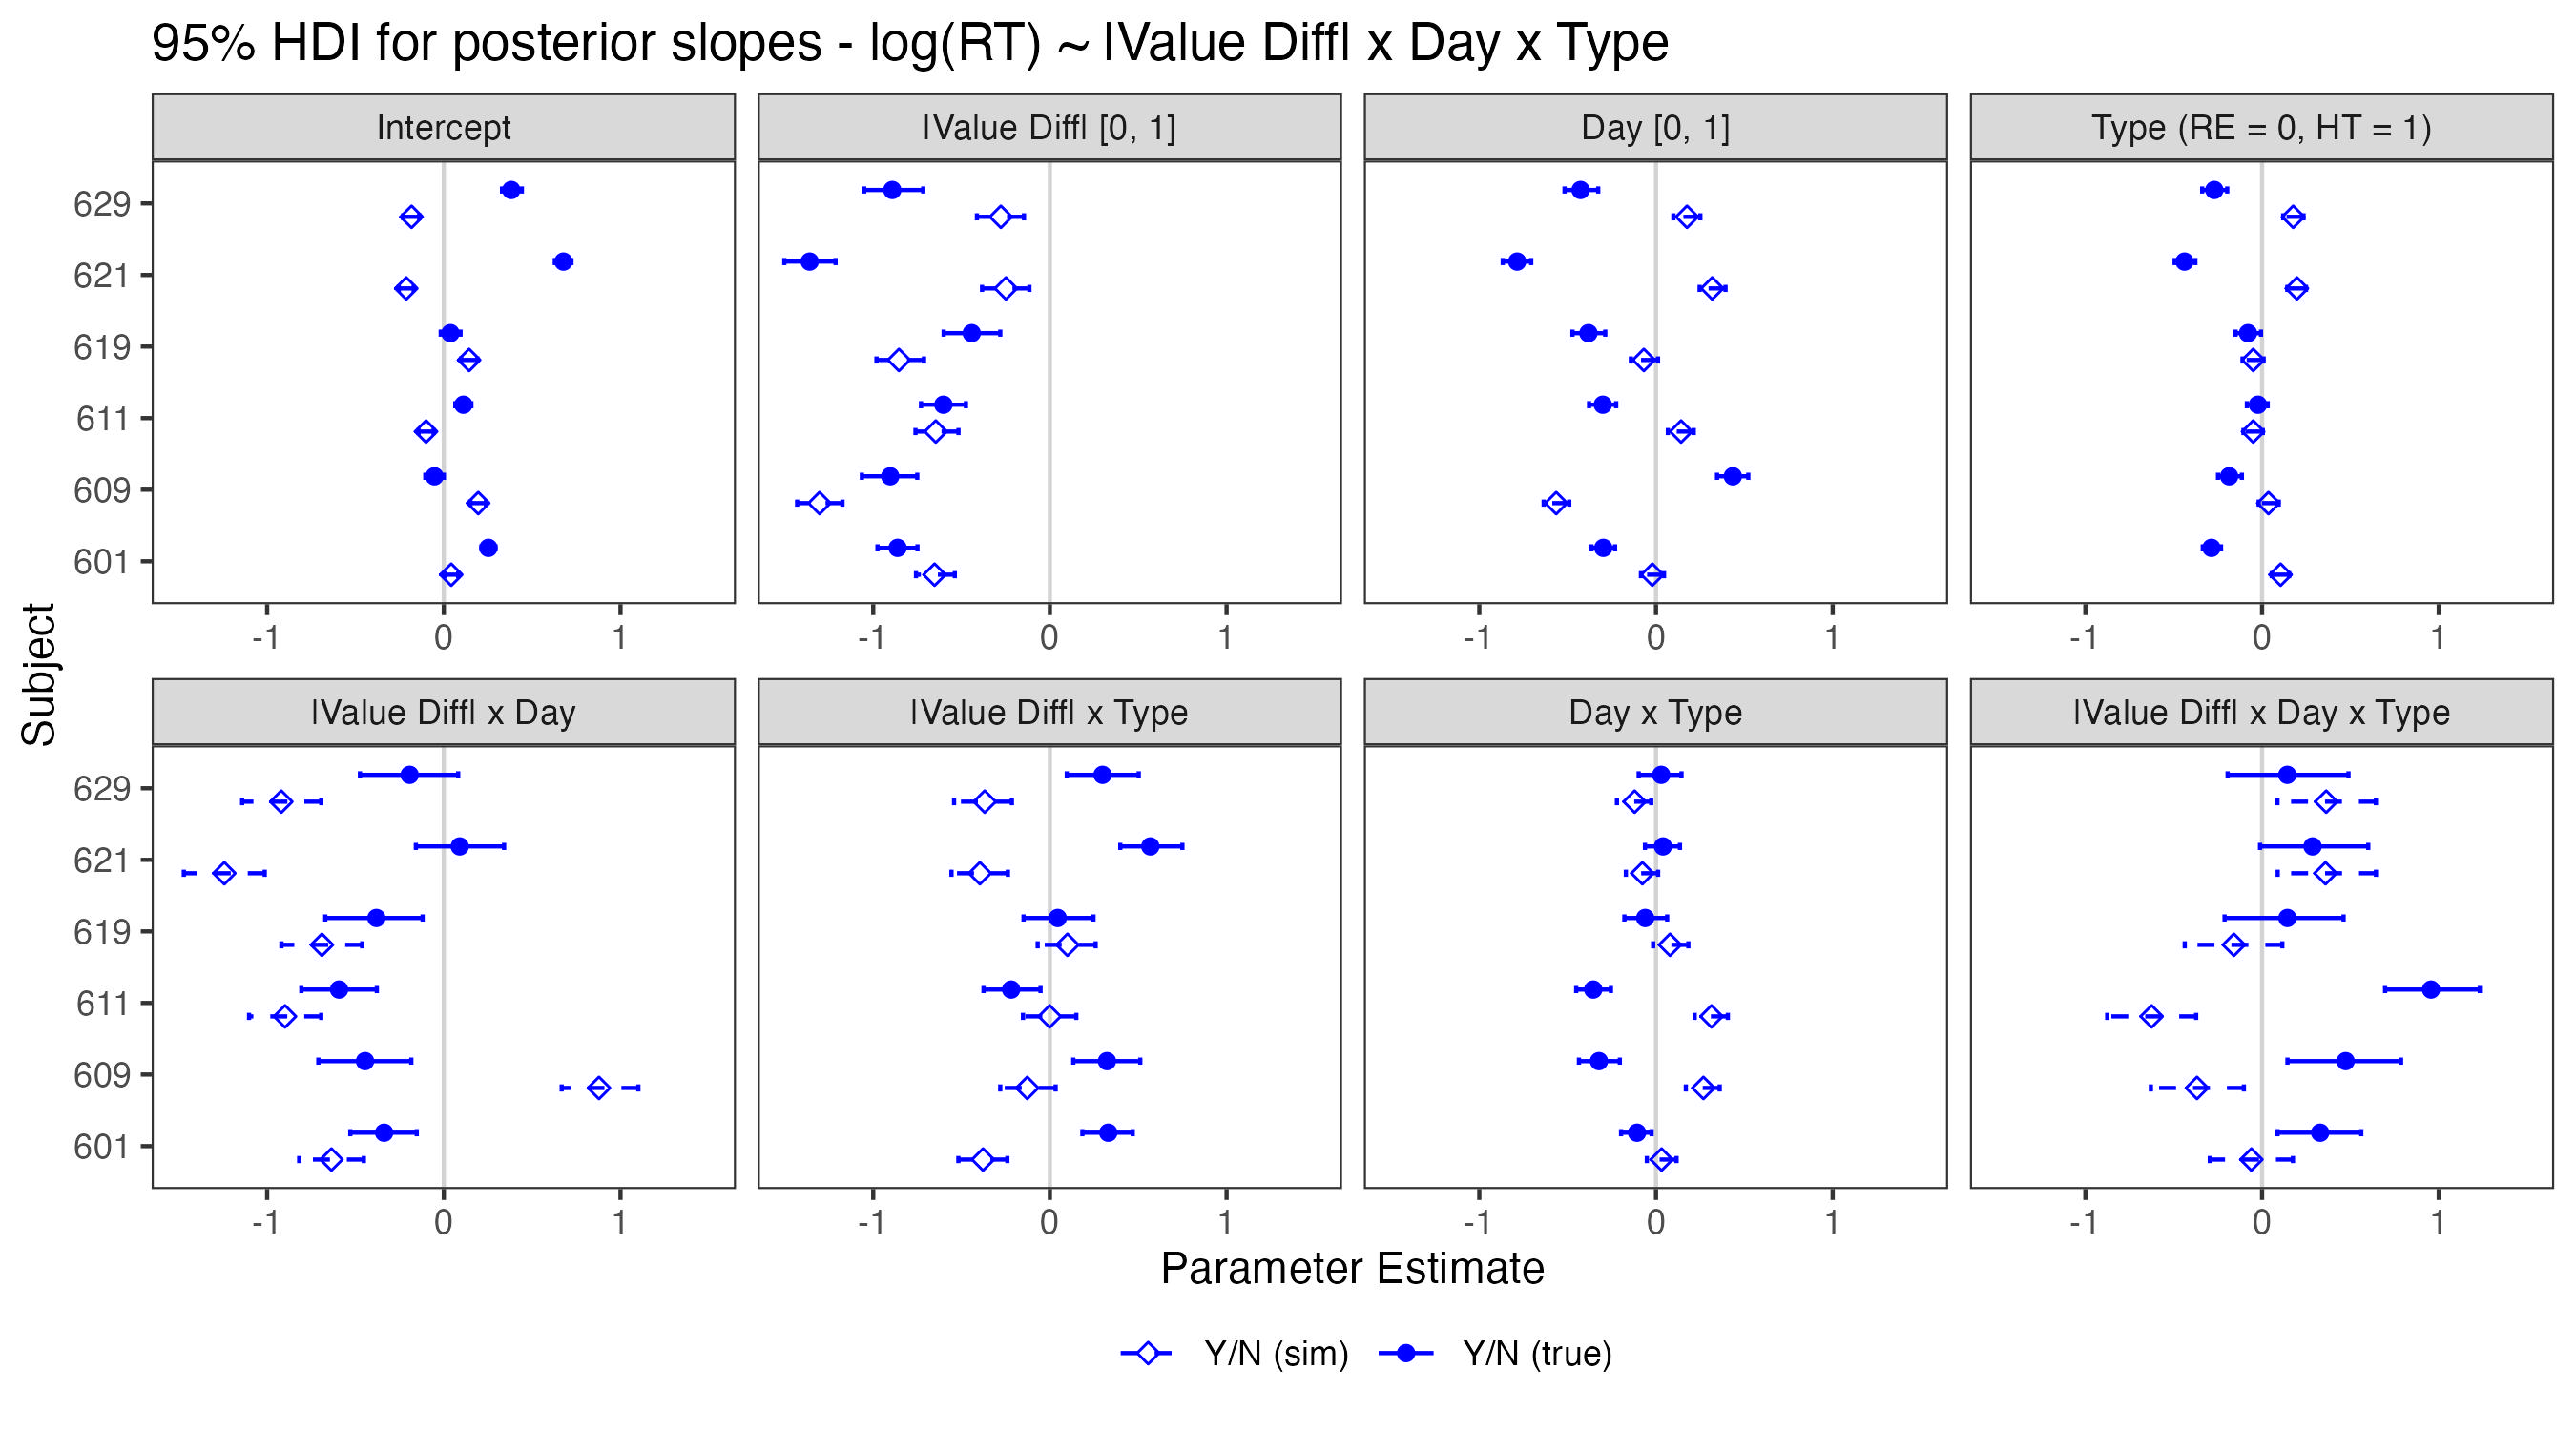 95% HDI for posterior slopes - log(RT) ~ |Value Diff| x Day x Type
Intercept
|Value Diff| [0, 1]
Day [0, 1]
Type (RE = 0, HT = 1)
629
621
619
611
609
601
-1 0 1
-1 0 1
-1 0 1
-1 0 1
Subject
|Value Diff| x Day
|Value Diff| x Type
Day x Type
|Value Diff| x Day x Type
629
621
619
611
609
601
-1 0 1
-1 0 1
-1 0 1
-1 0 1
Parameter Estimate
Y/N (sim) Y/N (true)